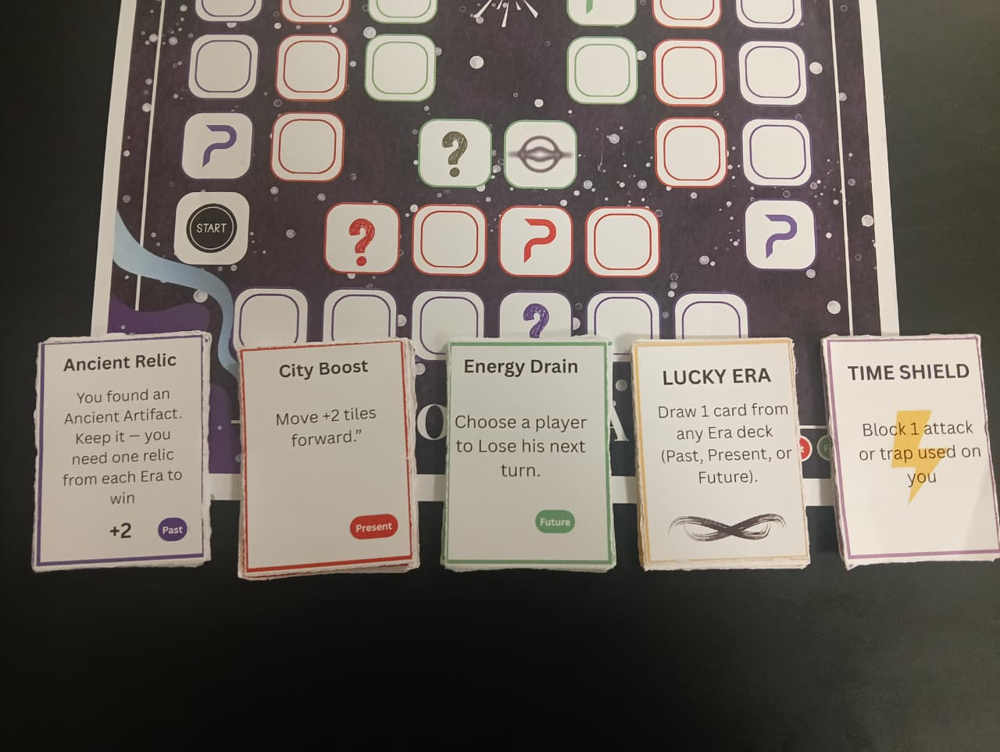 ?
?
START
?
?
Ancient Relic
You found an
Ancient Artifact.
Keep it – you
need one relic
from each Era to
win
+2
Past
City Boost
Move +2 tiles
forward.”
Present
Energy Drain
Choose a player
to Lose his next
turn.
Future
LUCKY ERA
Draw 1 card from
any Era deck
(Past, Present, or
Future).
TIME SHIELD
Block 1 attack
or trap used on
you